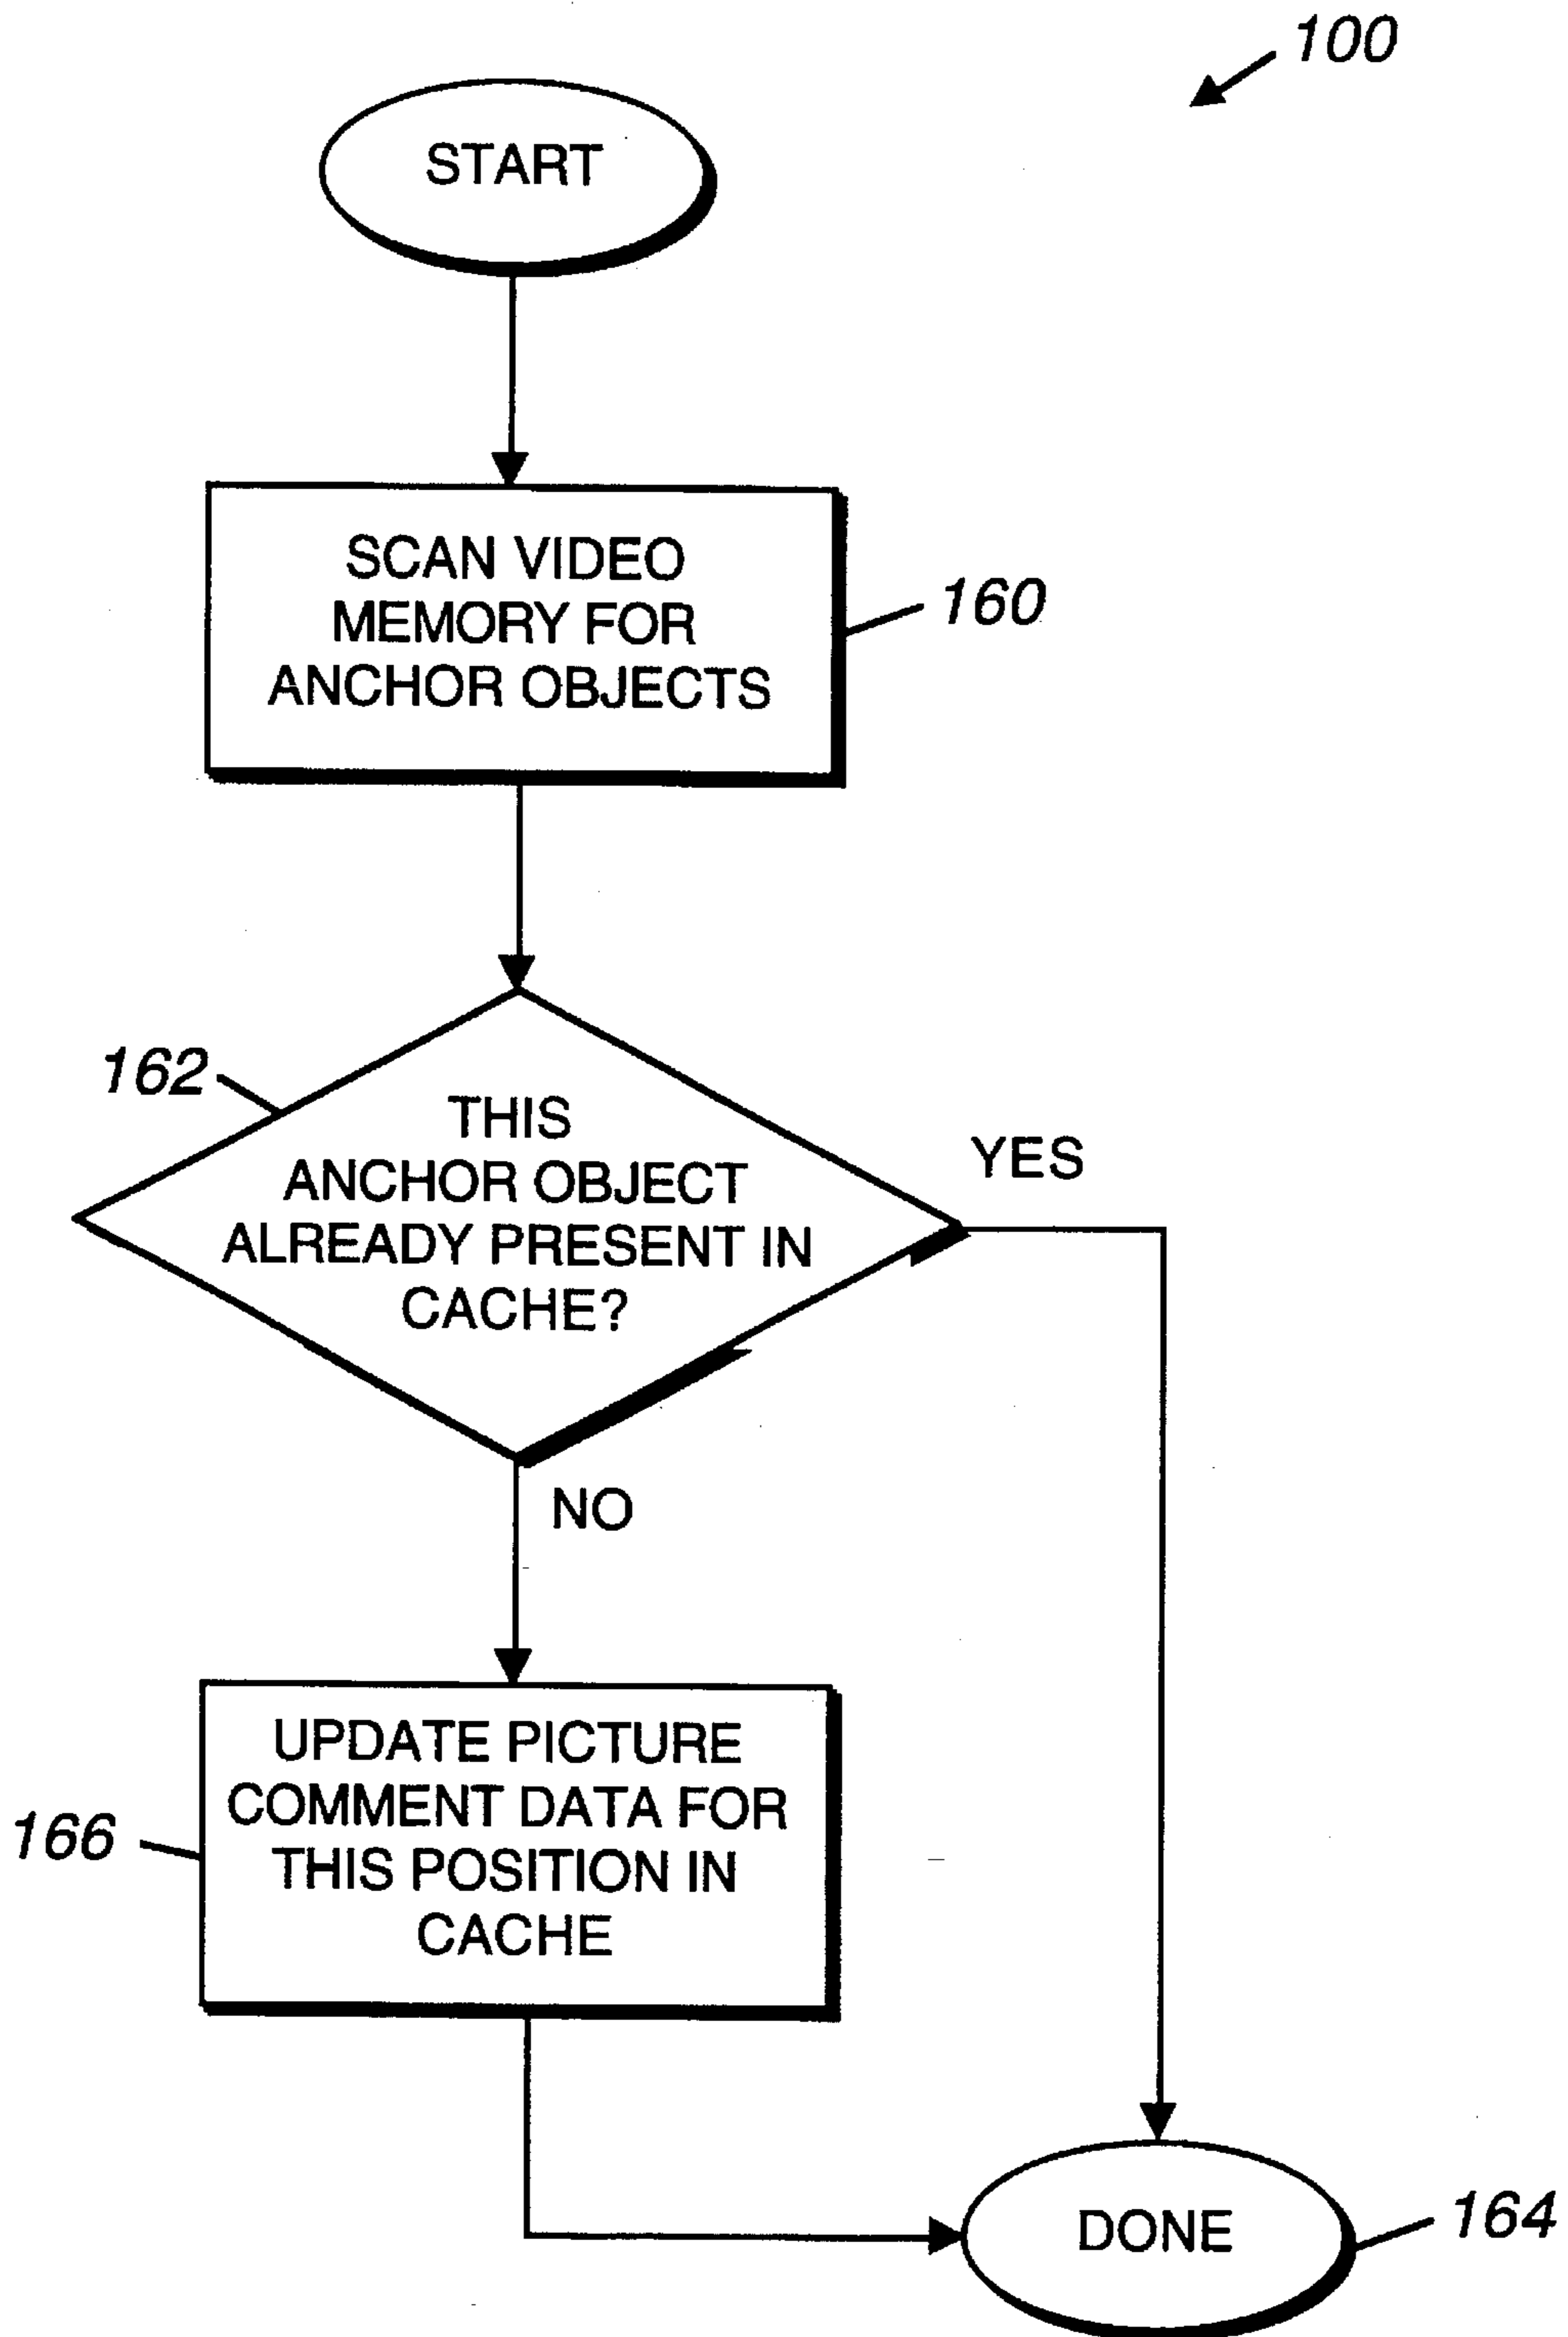 100
START
SCAN VIDEO
MEMORY FOR
ANCHOR OBJECTS
160
162
THIS
ANCHOR OBJECT
ALREADY PRESENT IN
CACHE?
YES
NO
UPDATE PICTURE
COMMENT DATA FOR
THIS POSITION IN
CACHE
166
DONE
164